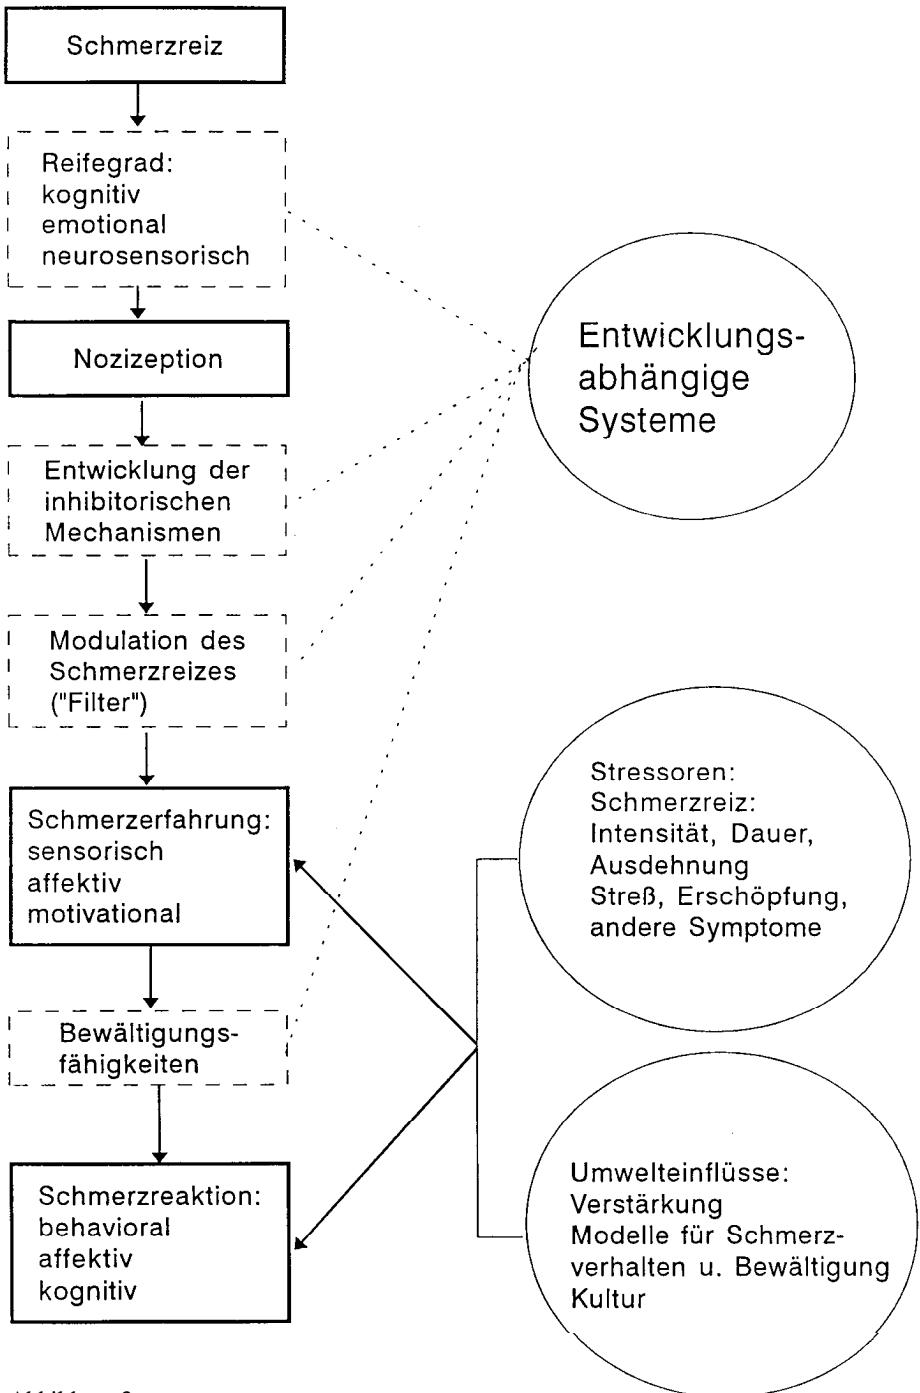 Schmerzreiz
Reifegrad:
kognitiv
emotional
neurosensorisch
Nozizeption
Entwicklung der
inhibitorischen
Mechanismen
Modulation des
Schmerzreizes
("Filter")
Schmerzerfahrung:
sensorisch
affektiv
motivational
Bewältigungs-
fähigkeiten
Schmerzreaktion:
behavioral
affektiv
kognitiv
Entwicklungs-
abhängige
Systeme
Stressoren:
Schmerzreiz:
Intensität, Dauer,
Ausdehnung
Streß, Erschöpfung,
andere Symptome
Umwelteinflüsse:
Verstärkung
Modelle für Schmerz-
verhalten u. Bewältigung
Kultur